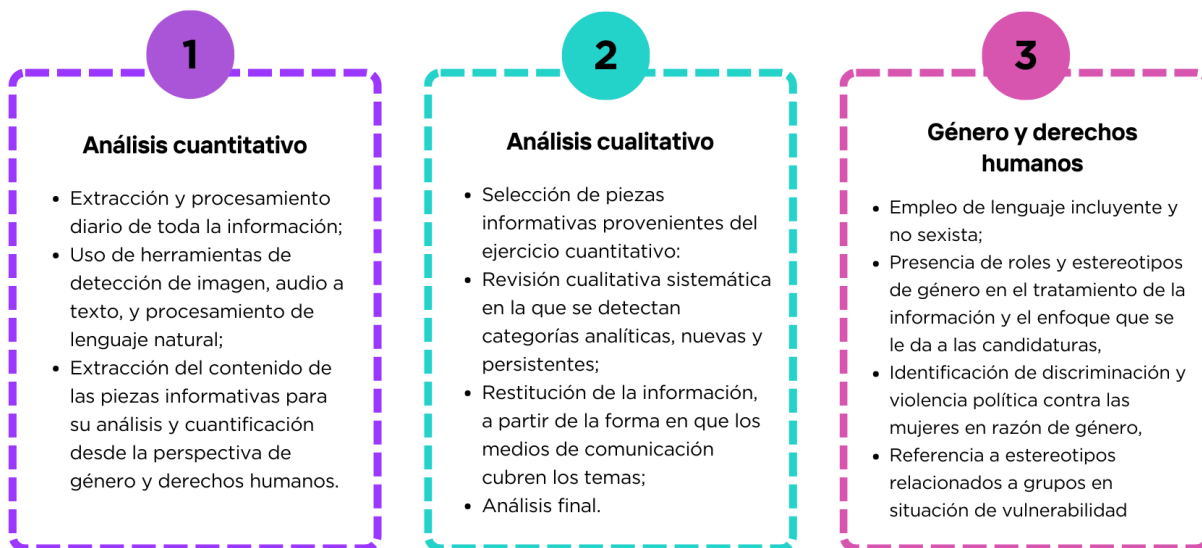 1
Análisis cuantitativo
• Extracción y procesamiento
diario de toda la información;
• Uso de herramientas de
detección de imagen, audio a
texto, y procesamiento de
lenguaje natural;
• Extracción del contenido de
las piezas informativas para
su análisis y cuantificación
desde la perspectiva de
género y derechos humanos.
2
Análisis cualitativo
• Selección de piezas
informativas provenientes del
ejercicio cuantitativo:
• Revisión cualitativa sistemática
en la que se detectan
categorías analíticas, nuevas y
persistentes;
• Restitución de la información,
a partir de la forma en que los
medios de comunicación
cubren los temas;
• Análisis final.
3
Género y derechos
humanos
• Empleo de lenguaje incluyente y
no sexista;
• Presencia de roles y estereotipos
de género en el tratamiento de la
información y el enfoque que se
le da a las candidaturas,
• Identificación de discriminación y
violencia política contra las
mujeres en razón de género,
• Referencia a estereotipos
relacionados a grupos en
situación de vulnerabilidad